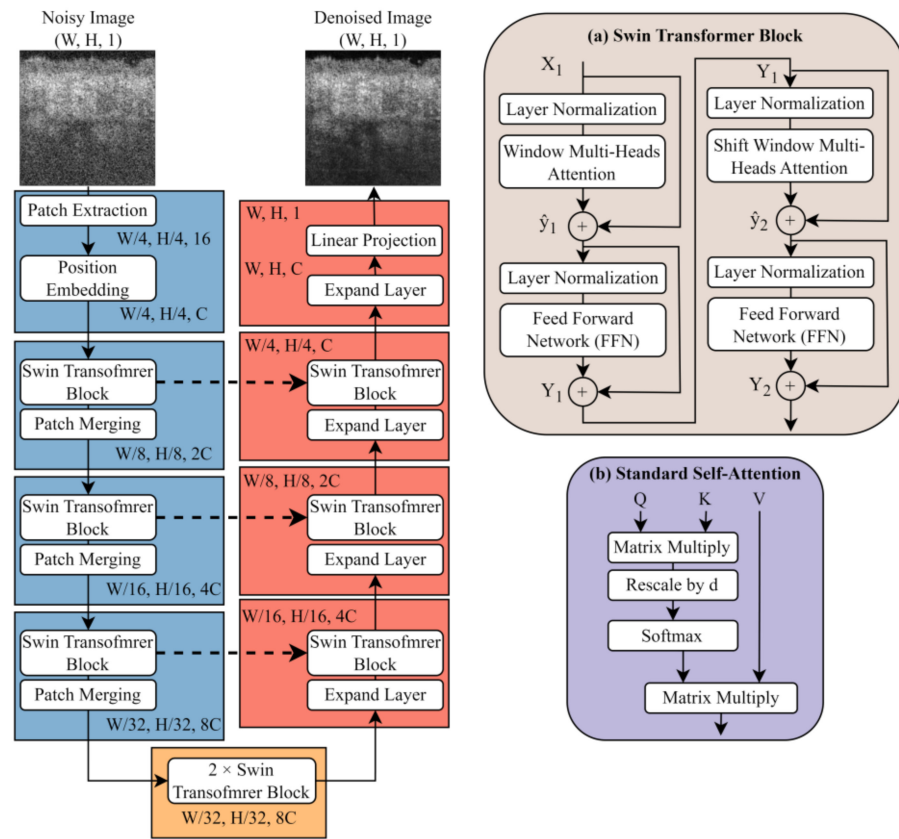 Noisy Image
(W, H, 1)
Patch Extraction
W/4, H/4, 16
Position
Embedding
W/4, H/4, C
Swin Transofmrer
Block
Patch Merging
W/8, H/8, 2C
Swin Transofmrer
Block
Patch Merging
W/16, H/16, 4C
Swin Transofmrer
Block
Patch Merging
W/32, H/32, 8C
2 × Swin
Transofmrer Block
W/32, H/32, 8C
Denoised Image
(W, H, 1)
W, H, 1
Linear Projection
W, H, C
Expand Layer
W/4, H/4, C
Swin Transofmrer
Block
Expand Layer
W/8, H/8, 2C
Swin Transofmrer
Block
Expand Layer
W/16, H/16, 4C
Swin Transofmrer
Block
Expand Layer
(a) Swin Transformer Block
X₁
Layer Normalization
Window Multi-Heads
Attention
ŷ₁ +
Layer Normalization
Feed Forward
Network (FFN)
Y₁ +
Y₁
Layer Normalization
Shift Window Multi-
Heads Attention
ŷ₂ +
Layer Normalization
Feed Forward
Network (FFN)
Y₂ +
(b) Standard Self-Attention
Q K V
Matrix Multiply
Rescale by d
Softmax
Matrix Multiply